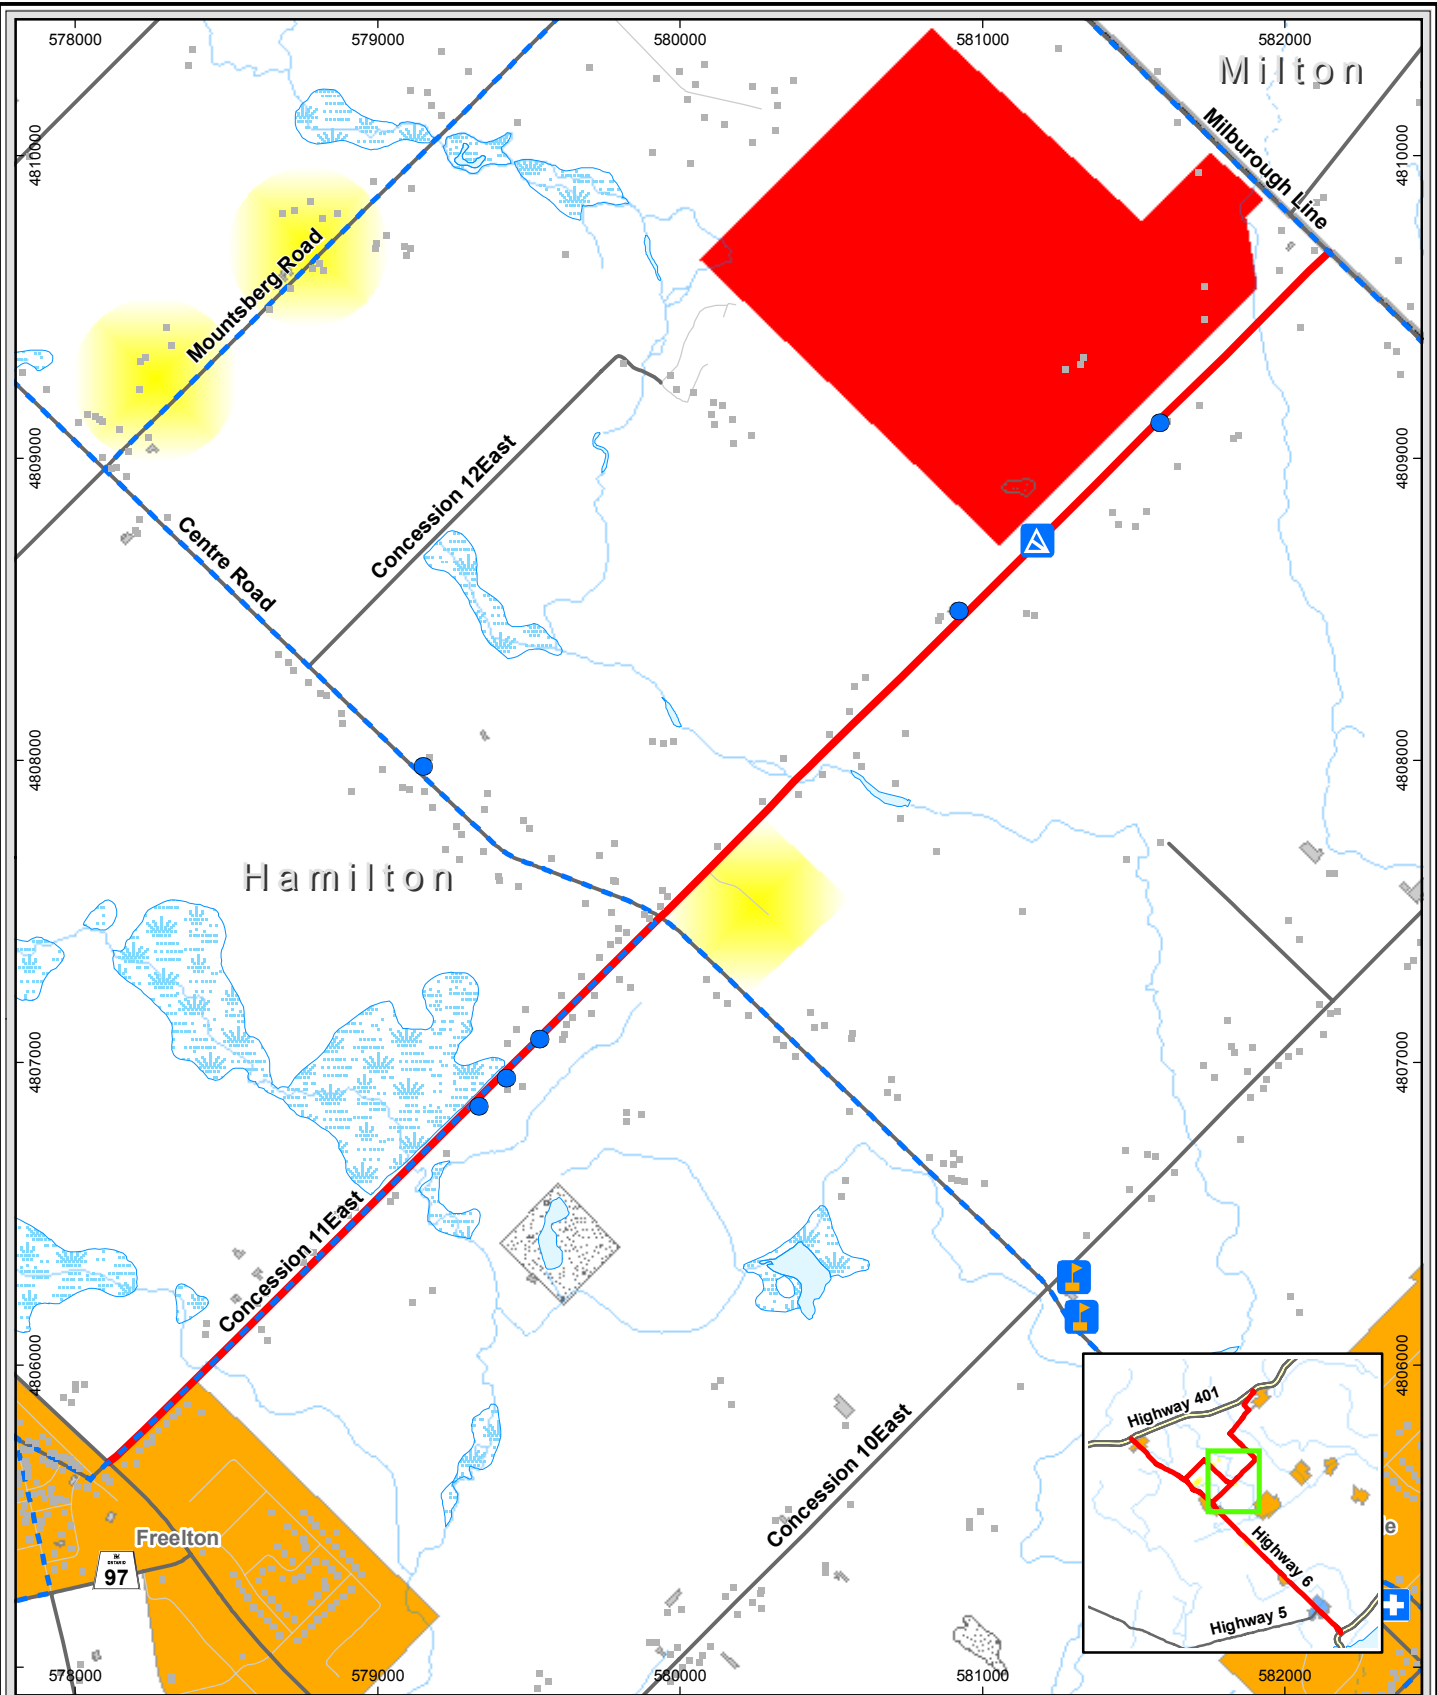 578000
579000
580000
581000
582000
Milton
Milburough Line
4810000
4810000
Mountsberg Road
4809000
4809000
Concession 12East
Centre Road
4808000
4808000
Hamilton
4807000
4807000
Concession 11East
4806000
4806000
Concession 10East
Freelton
ONTARIO
97
Highway 401
Highway 6
Highway 5
e
578000
579000
580000
581000
582000